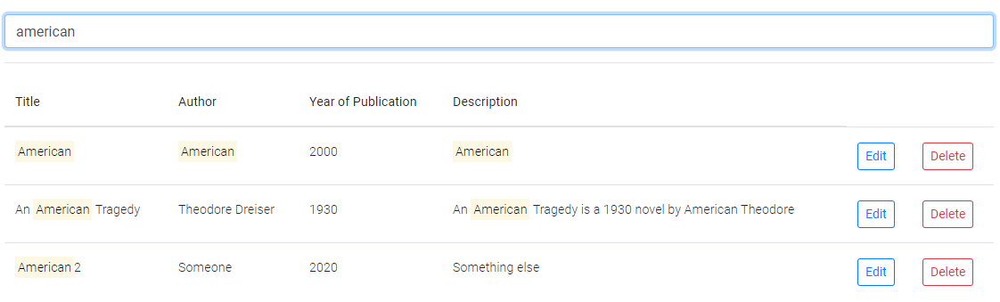 american
Title Author Year of Publication Description
American American 2000 American Edit Delete
An American Tragedy Theodore Dreiser 1930 An American Tragedy is a 1930 novel by American Theodore Edit Delete
American 2 Someone 2020 Something else Edit Delete